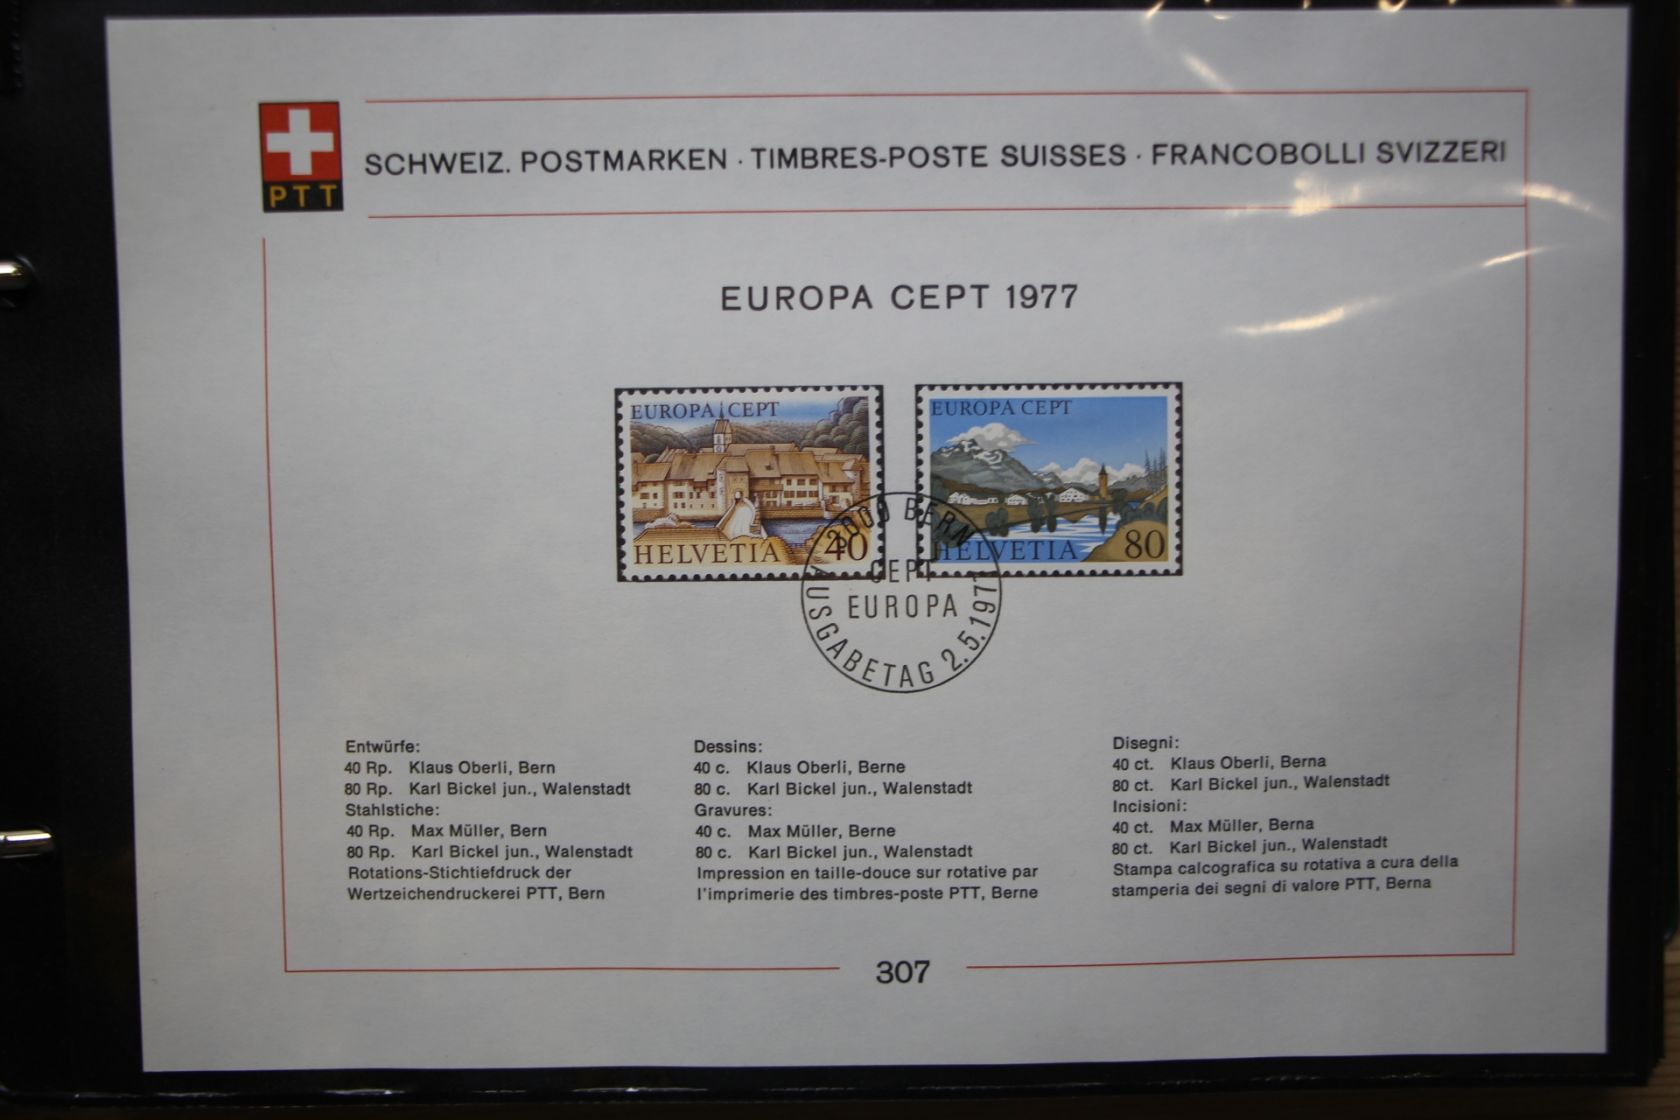 PTT
SCHWEIZ. POSTMARKEN · TIMBRES-POSTE SUISSES · FRANCOBOLLI SVIZZERI
EUROPA CEPT 1977
EUROPA CEPT
HELVETIA 40
EUROPA CEPT
HELVETIA 80
3000 BERN
CEPT
EUROPA
AUSGABETAG 2.5.1977
Entwürfe:
40 Rp. Klaus Oberli, Bern
80 Rp. Karl Bickel jun., Walenstadt
Stahlstiche:
40 Rp. Max Müller, Bern
80 Rp. Karl Bickel jun., Walenstadt
Rotations-Stichtiefdruck der
Wertzeichendruckerei PTT, Bern
Dessins:
40 c. Klaus Oberli, Berne
80 c. Karl Bickel jun., Walenstadt
Gravures:
40 c. Max Müller, Berne
80 c. Karl Bickel jun., Walenstadt
Impression en taille-douce sur rotative par
l'imprimerie des timbres-poste PTT, Berne
Disegni:
40 ct. Klaus Oberli, Berna
80 ct. Karl Bickel jun., Walenstadt
Incisioni:
40 ct. Max Müller, Berna
80 ct. Karl Bickel jun., Walenstadt
Stampa calcografica su rotativa a cura della
stamperia dei segni di valore PTT, Berna
307